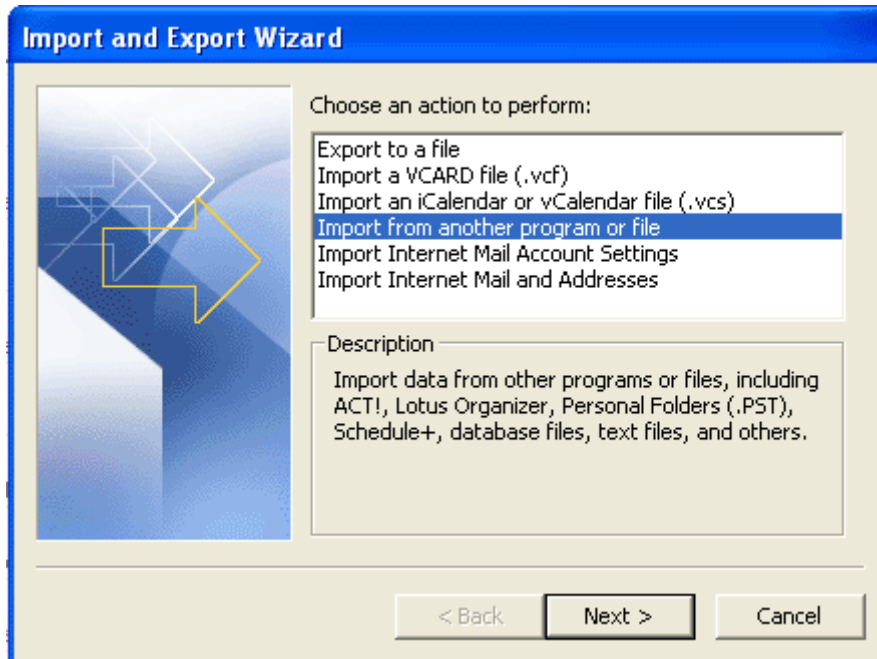 Import and Export Wizard
Choose an action to perform:
Export to a file
Import a VCARD file (.vcf)
Import an iCalendar or vCalendar file (.vcs)
Import from another program or file
Import Internet Mail Account Settings
Import Internet Mail and Addresses
Description
Import data from other programs or files, including
ACT!, Lotus Organizer, Personal Folders (.PST),
Schedule+, database files, text files, and others.
< Back Next > Cancel